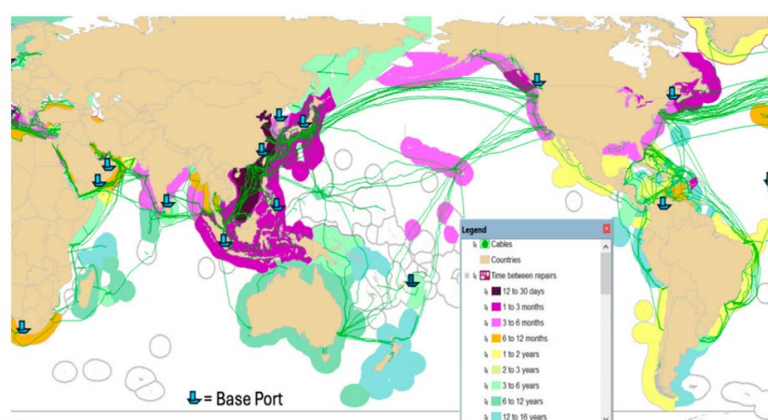 Legend
Cables
Countries
Time between repairs
12 to 30 days
1 to 3 months
3 to 6 months
6 to 12 months
1 to 2 years
2 to 3 years
3 to 6 years
6 to 12 years
12 to 16 years
= Base Port